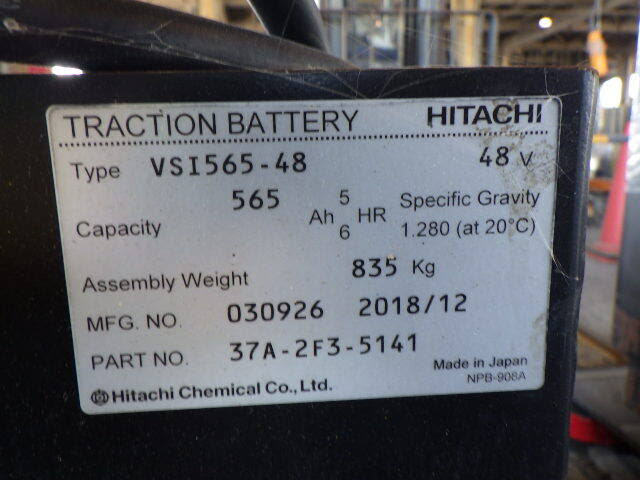 TRACTION BATTERY HITACHI
Type VSI565-48 48 V
Capacity 565 Ah 5 HR Specific Gravity
6 1.280 (at 20°C)
Assembly Weight 835 Kg
MFG. NO. 030926 2018/12
PART NO. 37A-2F3-5141
Made in Japan
Hitachi Chemical Co., Ltd. NPB-908A